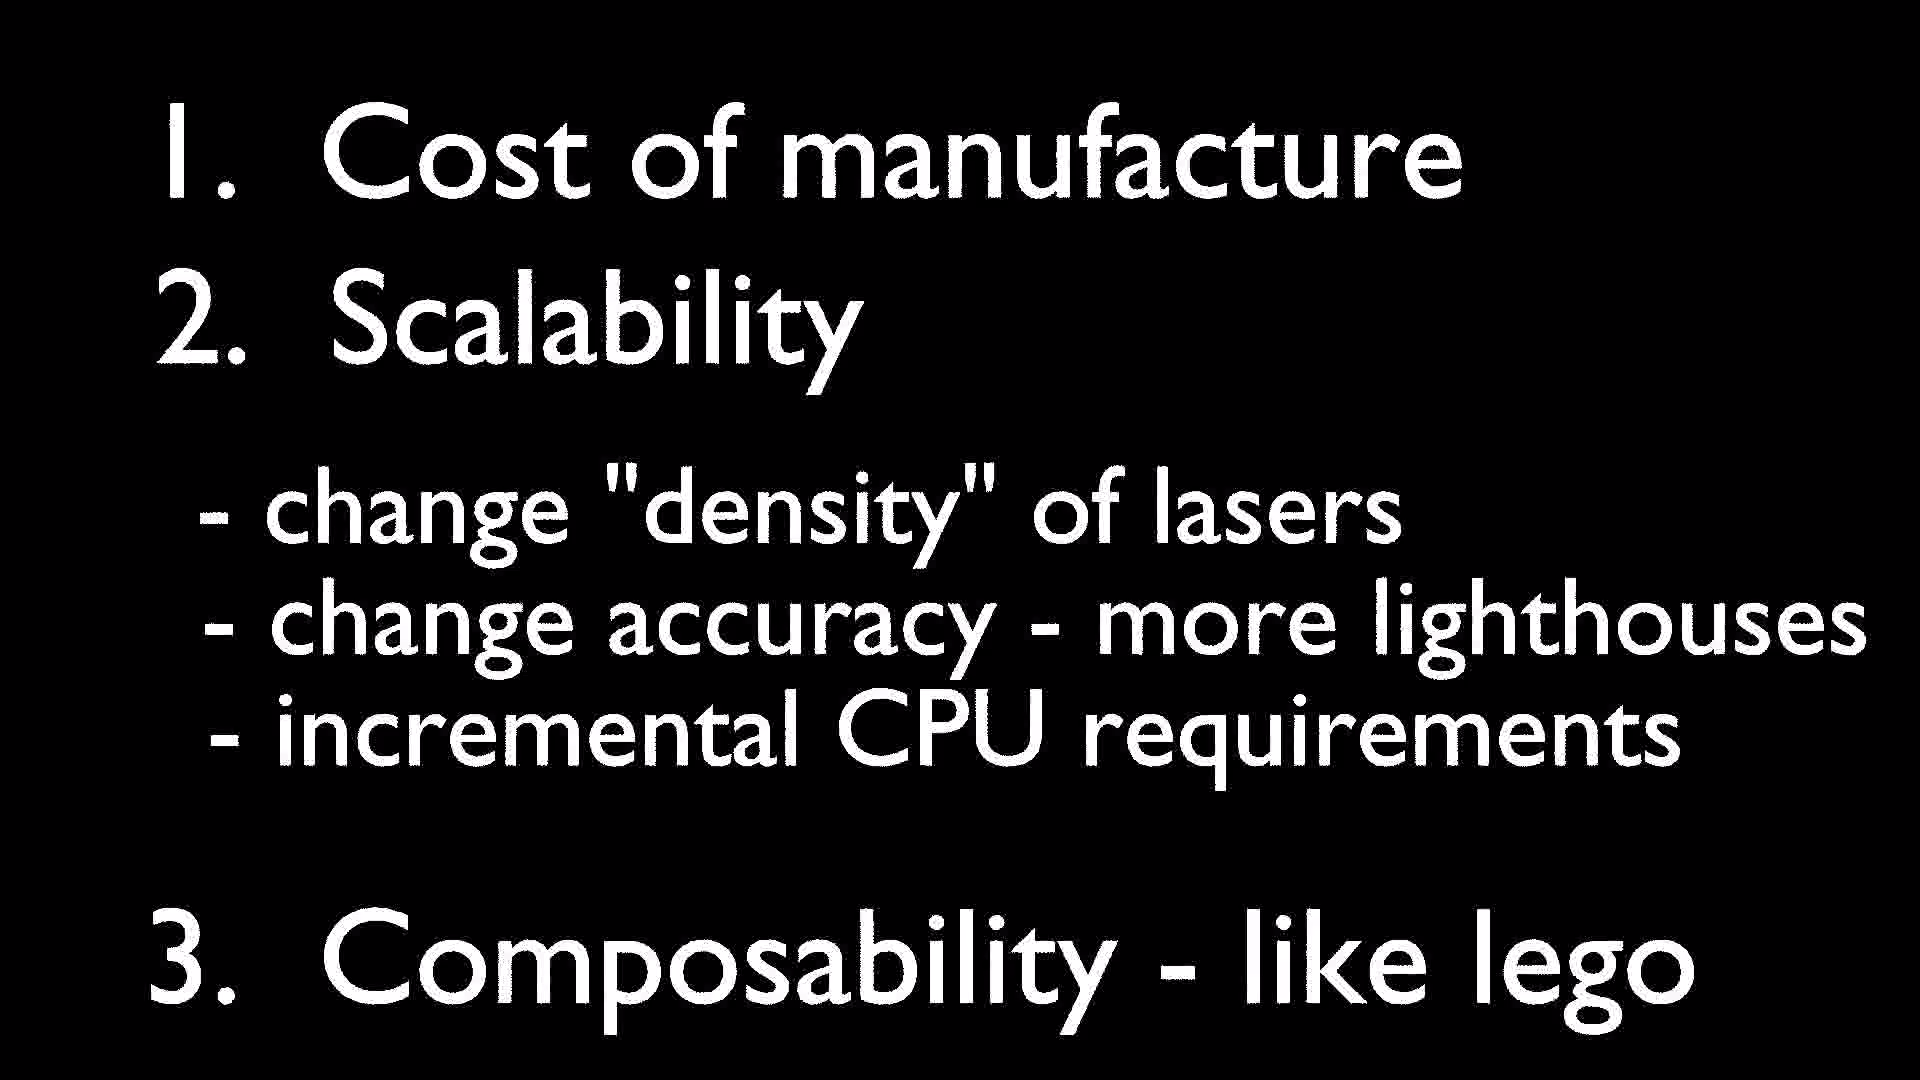 1. Cost of manufacture
2. Scalability
- change "density" of lasers
- change accuracy - more lighthouses
- incremental CPU requirements
3. Composability - like lego